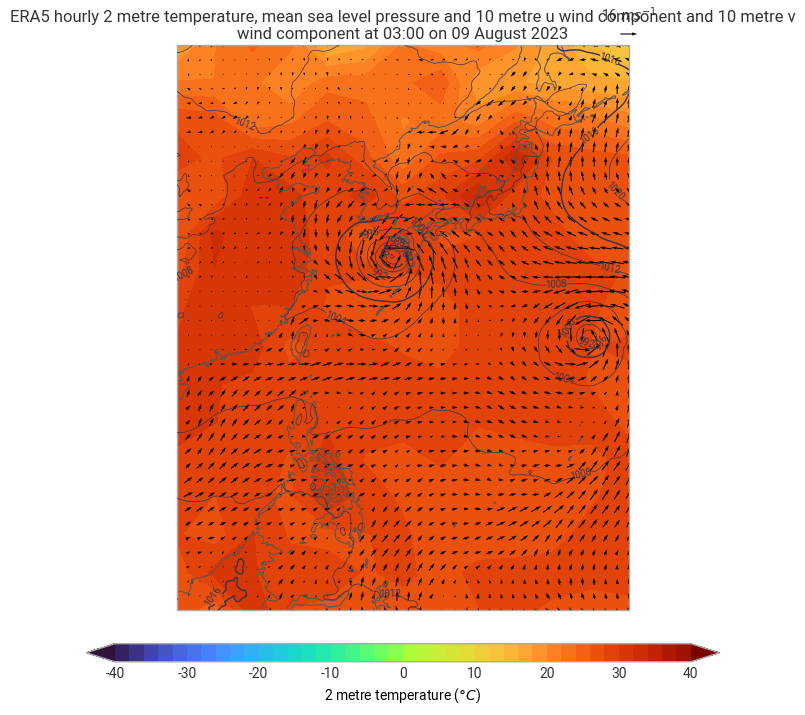 ERA5 hourly 2 metre temperature, mean sea level pressure and 10 metre u wind component and 10 metre v
wind component at 03:00 on 09 August 2023
16 ms⁻¹
1016
1012
1016
1020
1012
1008
1008
1004
1004
1008
1016
1012
-40 -30 -20 -10 0 10 20 30 40
2 metre temperature (°C)